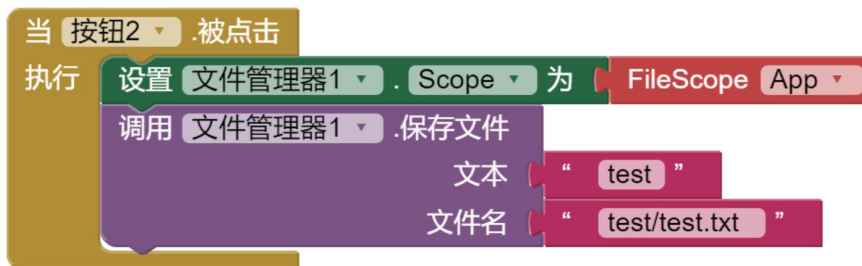 当 按钮2 .被点击
执行 设置 文件管理器1 . Scope 为 FileScope App
调用 文件管理器1 .保存文件
文本 “ test ”
文件名 “ test/test.txt ”